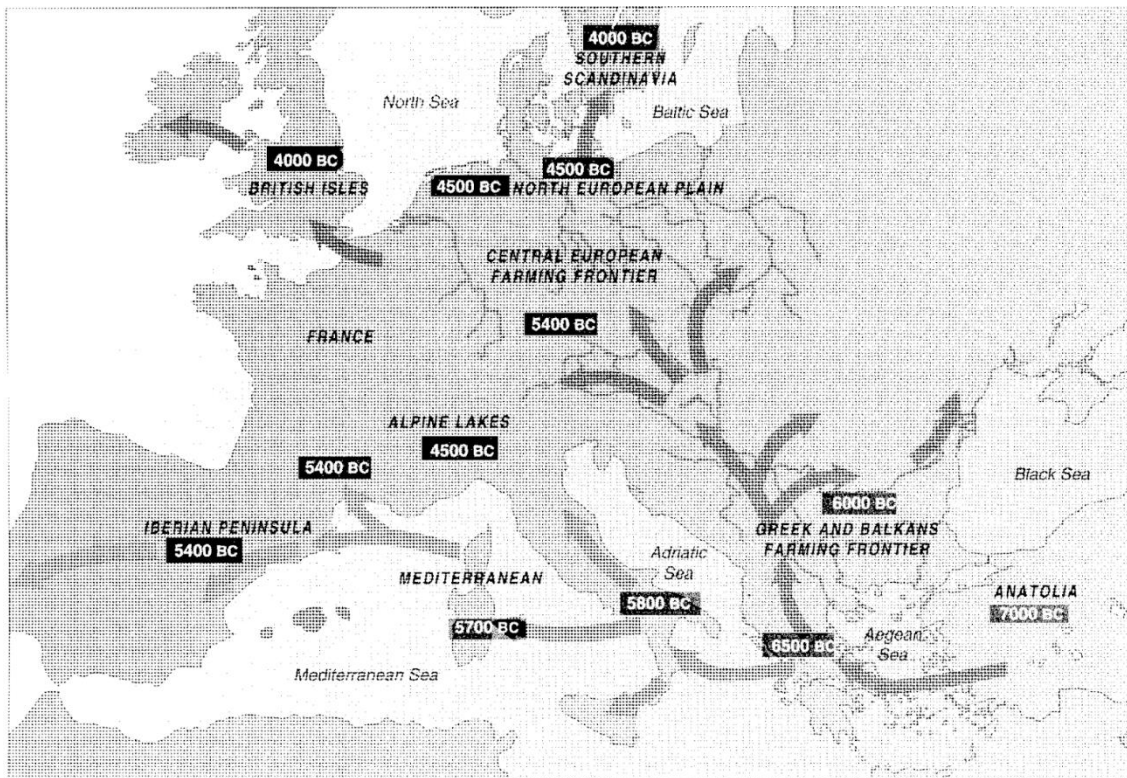 4000 BC
SOUTHERN
SCANDINAVIA
North Sea
Baltic Sea
4000 BC
BRITISH ISLES
4500 BC
4500 BC
NORTH EUROPEAN PLAIN
CENTRAL EUROPEAN
FARMING FRONTIER
5400 BC
FRANCE
ALPINE LAKES
4500 BC
5400 BC
Black Sea
6000 BC
GREEK AND BALKANS
FARMING FRONTIER
IBERIAN PENINSULA
5400 BC
Adriatic
Sea
MEDITERRANEAN
ANATOLIA
7000 BC
5800 BC
5700 BC
6500 BC
Aegean
Sea
Mediterranean Sea